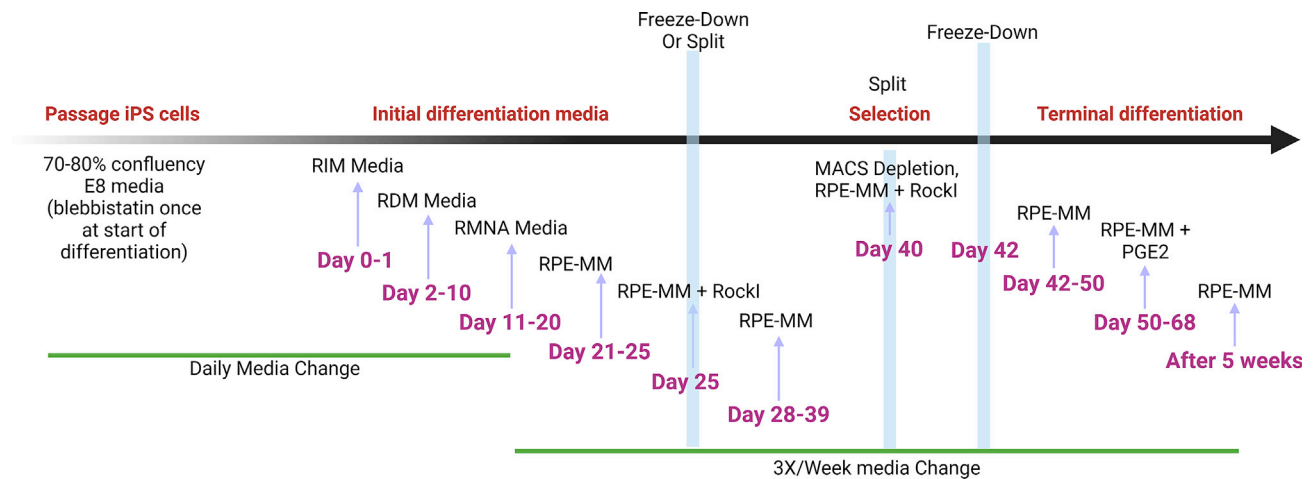 Freeze-Down
Or Split
Freeze-Down
Split
Passage iPS cells
Initial differentiation media
Selection
Terminal differentiation
70-80% confluency
E8 media
(blebbistatin once
at start of
differentiation)
RIM Media
Day 0-1
RDM Media
Day 2-10
RMNA Media
Day 11-20
RPE-MM
Day 21-25
RPE-MM + RockI
Day 25
RPE-MM
Day 28-39
MACS Depletion,
RPE-MM + RockI
Day 40
Day 42
RPE-MM
Day 42-50
RPE-MM +
PGE2
Day 50-68
RPE-MM
After 5 weeks
Daily Media Change
3X/Week media Change